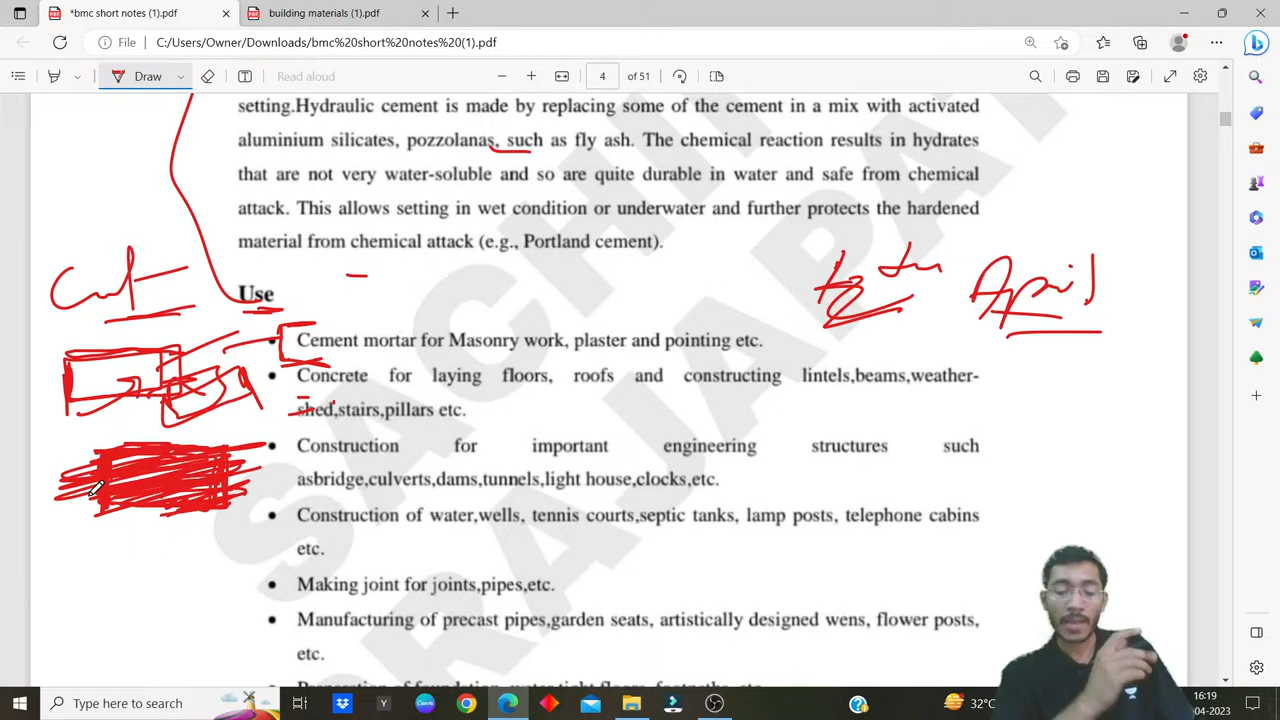 *bmc short notes (1).pdf
building materials (1).pdf
File C:/Users/Owner/Downloads/bmc%20short%20notes%20(1).pdf
Draw
Read aloud
4 of 51
setting.Hydraulic cement is made by replacing some of the cement in a mix with activated
aluminium silicates, pozzolanas, such as fly ash. The chemical reaction results in hydrates
that are not very water-soluble and so are quite durable in water and safe from chemical
attack. This allows setting in wet condition or underwater and further protects the hardened
material from chemical attack (e.g., Portland cement).
April
Use
Cement mortar for Masonry work, plaster and pointing etc.
Concrete for laying floors, roofs and constructing lintels,beams,weather-
shed,stairs,pillars etc.
Construction for important engineering structures such
asbridge,culverts,dams,tunnels,light house,clocks,etc.
Construction of water,wells, tennis courts,septic tanks, lamp posts, telephone cabins
etc.
Making joint for joints,pipes,etc.
Manufacturing of precast pipes,garden seats, artistically designed wens, flower posts,
etc.
SACHIN
PRAJAPATI
Type here to search
32°C
16:19
-04-2023